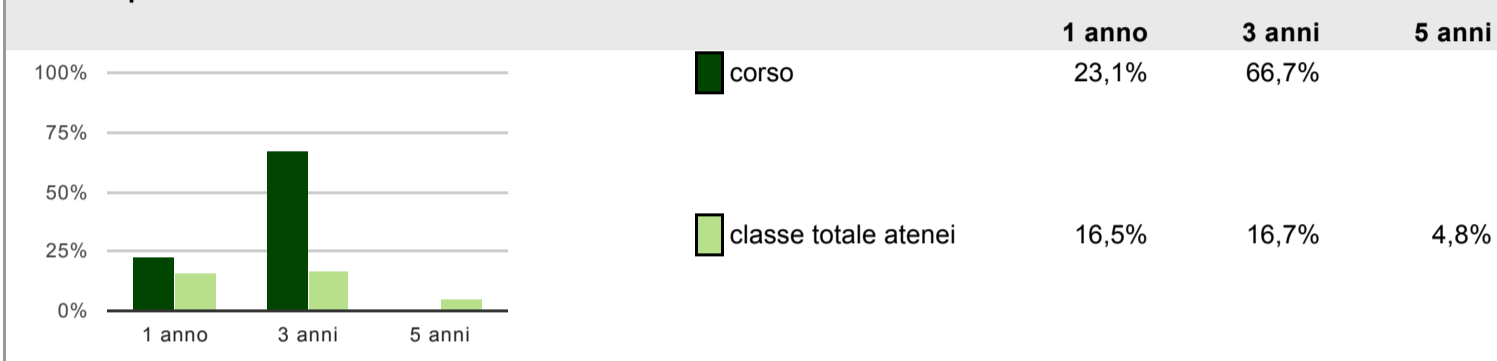 1 anno 3 anni 5 anni
100%
75%
50%
25%
0%
1 anno 3 anni 5 anni
corso 23,1% 66,7%
classe totale atenei 16,5% 16,7% 4,8%